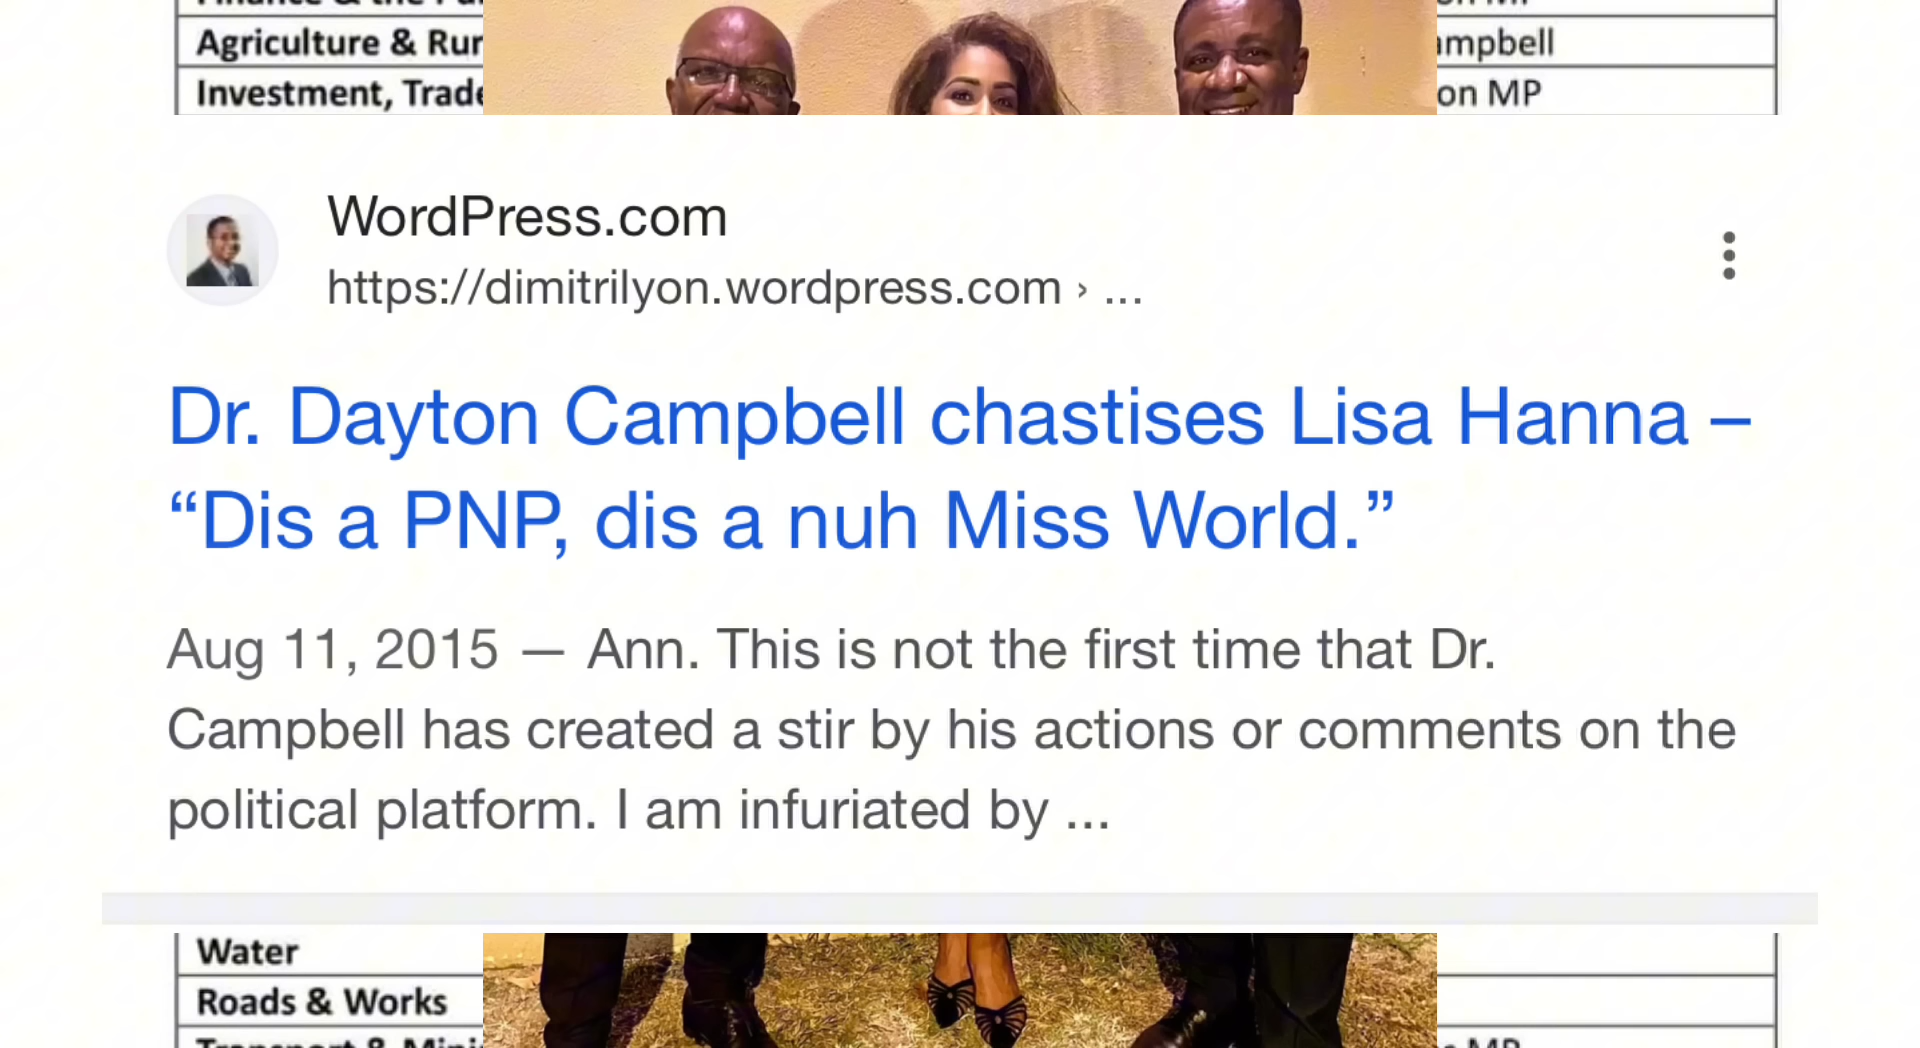 Agriculture & Rur
ampbell
Investment, Trade
on MP
WordPress.com
https://dimitrilyon.wordpress.com › ...
Dr. Dayton Campbell chastises Lisa Hanna –
“Dis a PNP, dis a nuh Miss World.”
Aug 11, 2015 — Ann. This is not the first time that Dr.
Campbell has created a stir by his actions or comments on the
political platform. I am infuriated by ...
Water
Roads & Works